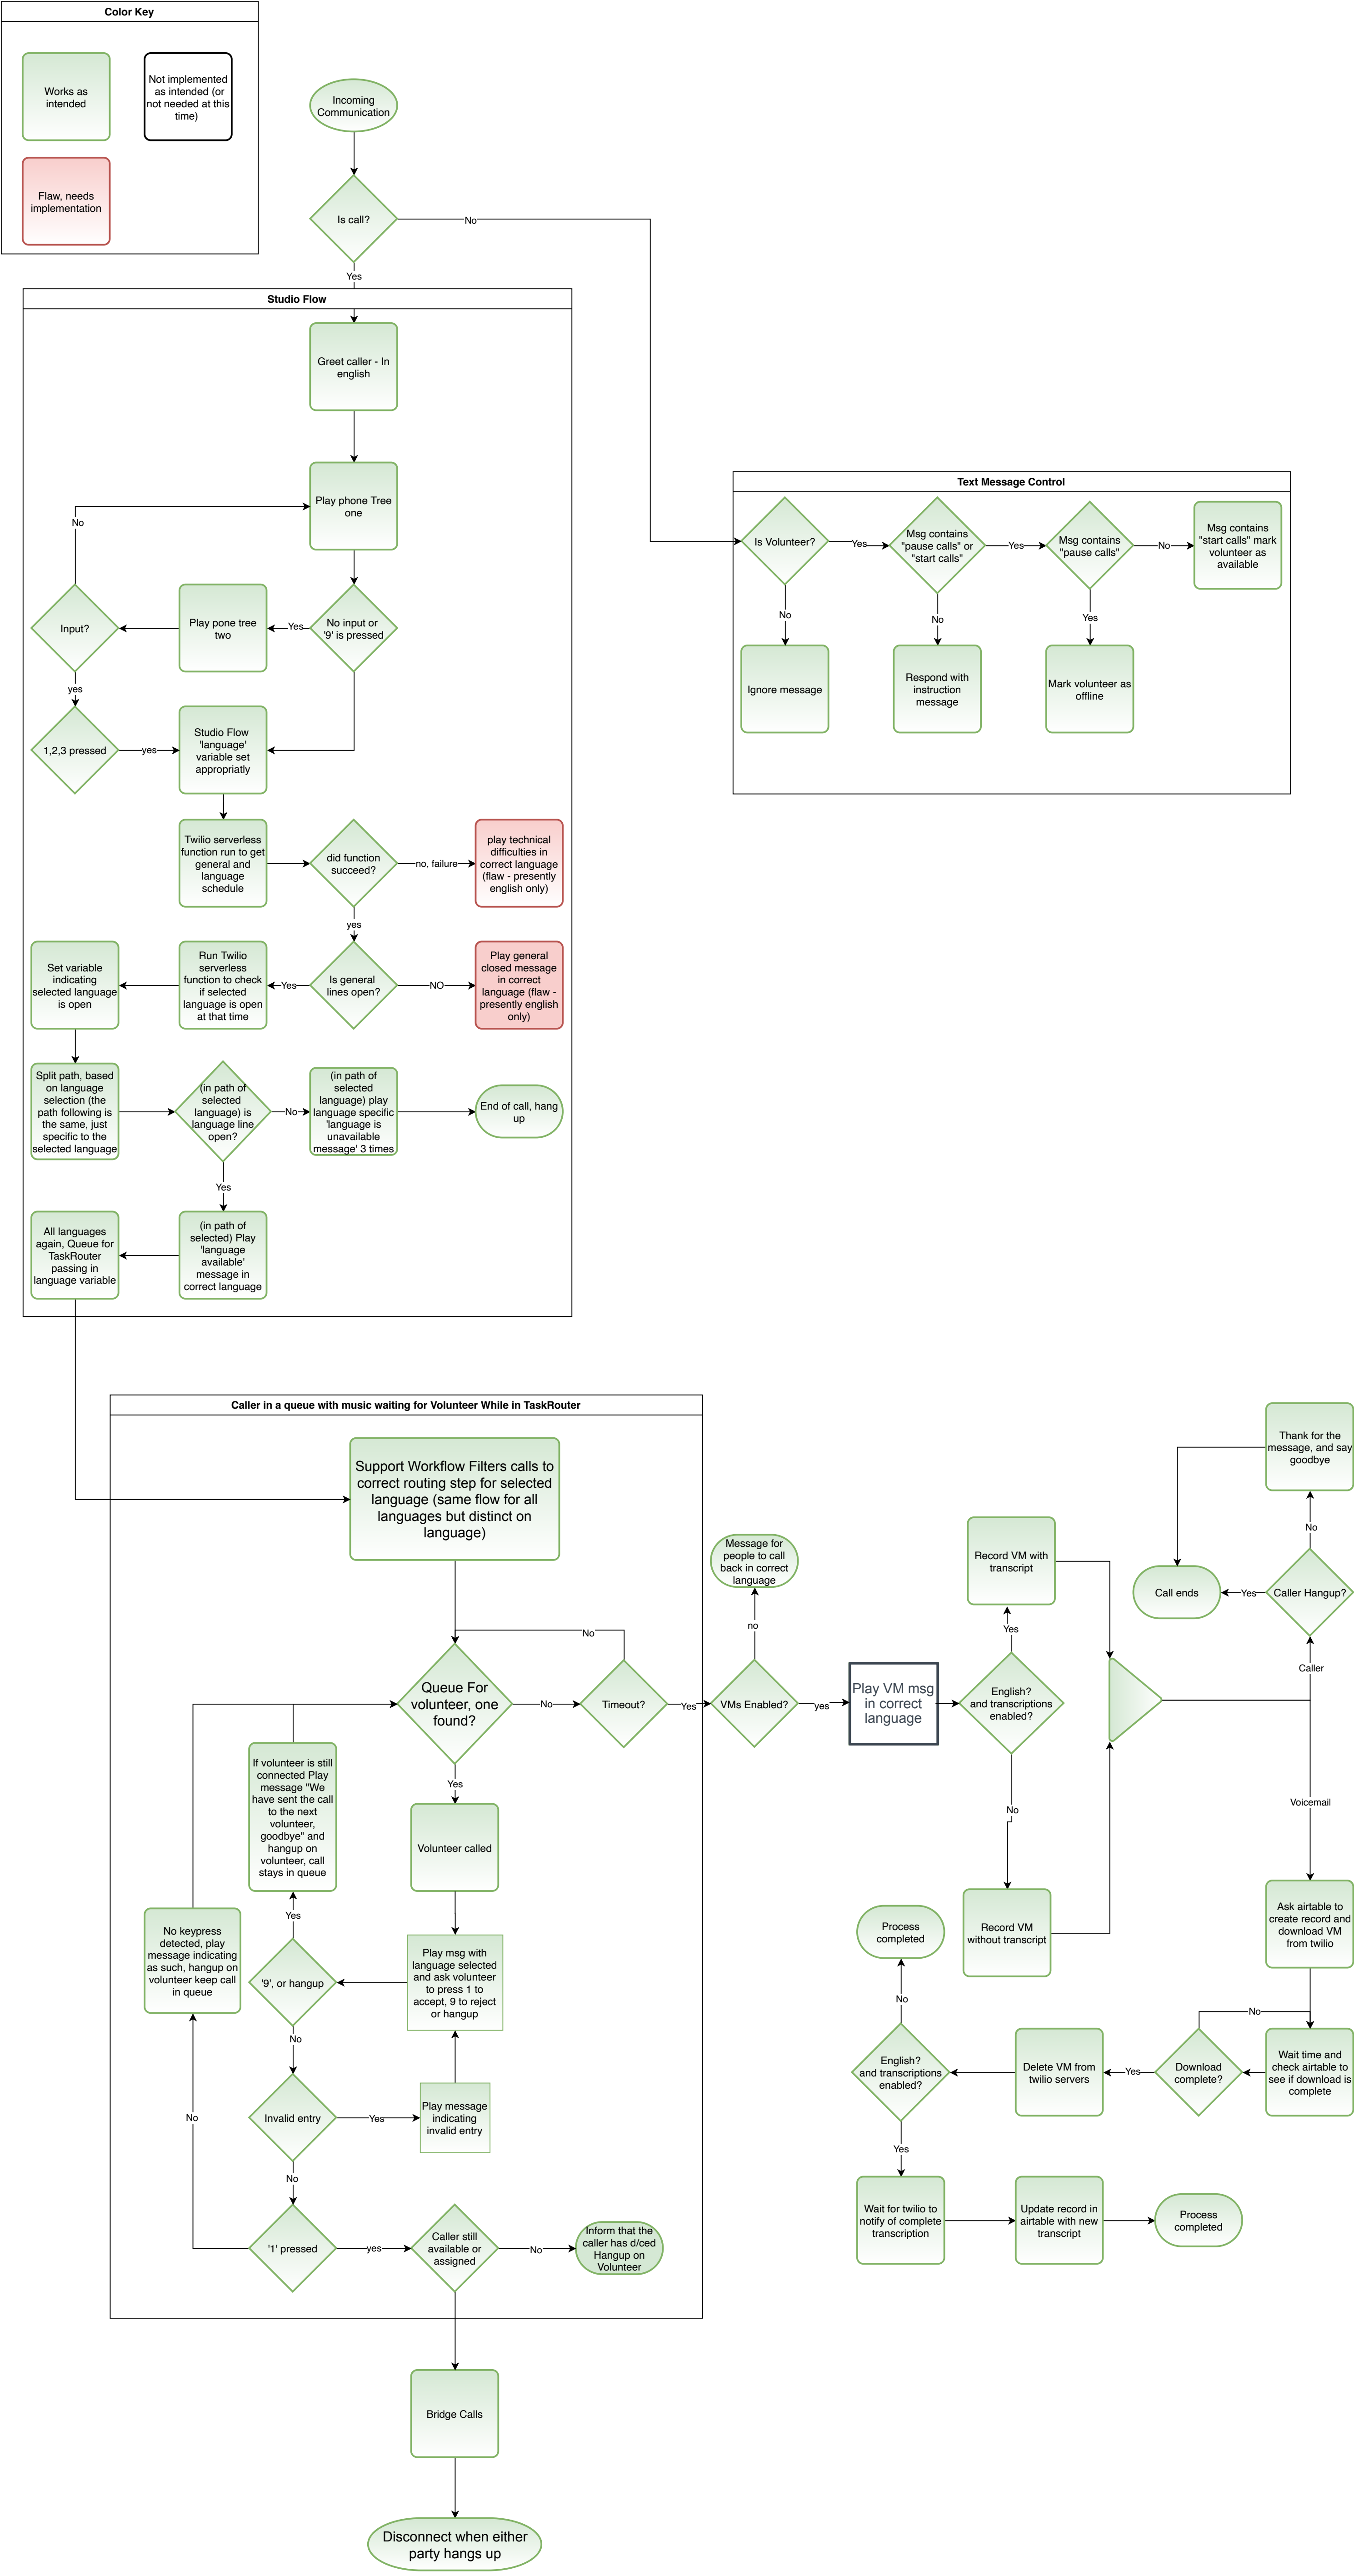 Color Key
Works as
intended
Not implemented
as intended (or
not needed at this
time)
Flaw, needs
implementation
Incoming
Communication
Is call?
No
Yes
Studio Flow
Greet caller - In
english
Play phone Tree
one
No
Input?
Play pone tree
two
Yes
No input or
'9' is pressed
yes
1,2,3 pressed
yes
Studio Flow
'language'
variable set
appropriatly
Twilio serverless
function run to get
general and
language
schedule
did function
succeed?
no, failure
play technical
difficulties in
correct language
(flaw - presently
english only)
yes
Set variable
indicating
selected language
is open
Run Twilio
serverless
function to check
if selected
language is open
at that time
Yes
Is general
lines open?
NO
Play general
closed message
in correct
language (flaw -
presently english
only)
Split path, based
on language
selection (the
path following is
the same, just
specific to the
selected language
(in path of
selected
language) is
language line
open?
No
(in path of
selected
language) play
language specific
'language is
unavailable
message' 3 times
End of call, hang
up
Yes
All languages
again, Queue for
TaskRouter
passing in
language variable
(in path of
selected) Play
'language
available'
message in
correct language
Text Message Control
Is Volunteer?
Yes
Msg contains
"pause calls" or
"start calls"
Yes
Msg contains
"pause calls"
No
Msg contains
"start calls" mark
volunteer as
available
No
No
Yes
Ignore message
Respond with
instruction
message
Mark volunteer as
offline
Caller in a queue with music waiting for Volunteer While in TaskRouter
Support Workflow Filters calls to
correct routing step for selected
language (same flow for all
languages but distinct on
language)
No
Queue For
volunteer, one
found?
No
Timeout?
Yes
Yes
If volunteer is still
connected Play
message "We
have sent the call
to the next
volunteer,
goodbye" and
hangup on
volunteer, call
stays in queue
Volunteer called
Yes
No keypress
detected, play
message indicating
as such, hangup on
volunteer keep call
in queue
'9', or hangup
Play msg with
language selected
and ask volunteer
to press 1 to
accept, 9 to reject
or hangup
No
No
Invalid entry
Yes
Play message
indicating
invalid entry
No
'1' pressed
yes
Caller still
available or
assigned
No
Inform that the
caller has d/ced
Hangup on
Volunteer
Bridge Calls
Disconnect when either
party hangs up
Message for
people to call
back in correct
language
no
VMs Enabled?
yes
Play VM msg
in correct
language
Record VM with
transcript
Yes
English?
and transcriptions
enabled?
No
Record VM
without transcript
Thank for the
message, and say
goodbye
No
Call ends
Yes
Caller Hangup?
Caller
Voicemail
Ask airtable to
create record and
download VM
from twilio
No
Wait time and
check airtable to
see if download is
complete
Download
complete?
Yes
Delete VM from
twilio servers
English?
and transcriptions
enabled?
No
Process
completed
Yes
Wait for twilio to
notify of complete
transcription
Update record in
airtable with new
transcript
Process
completed